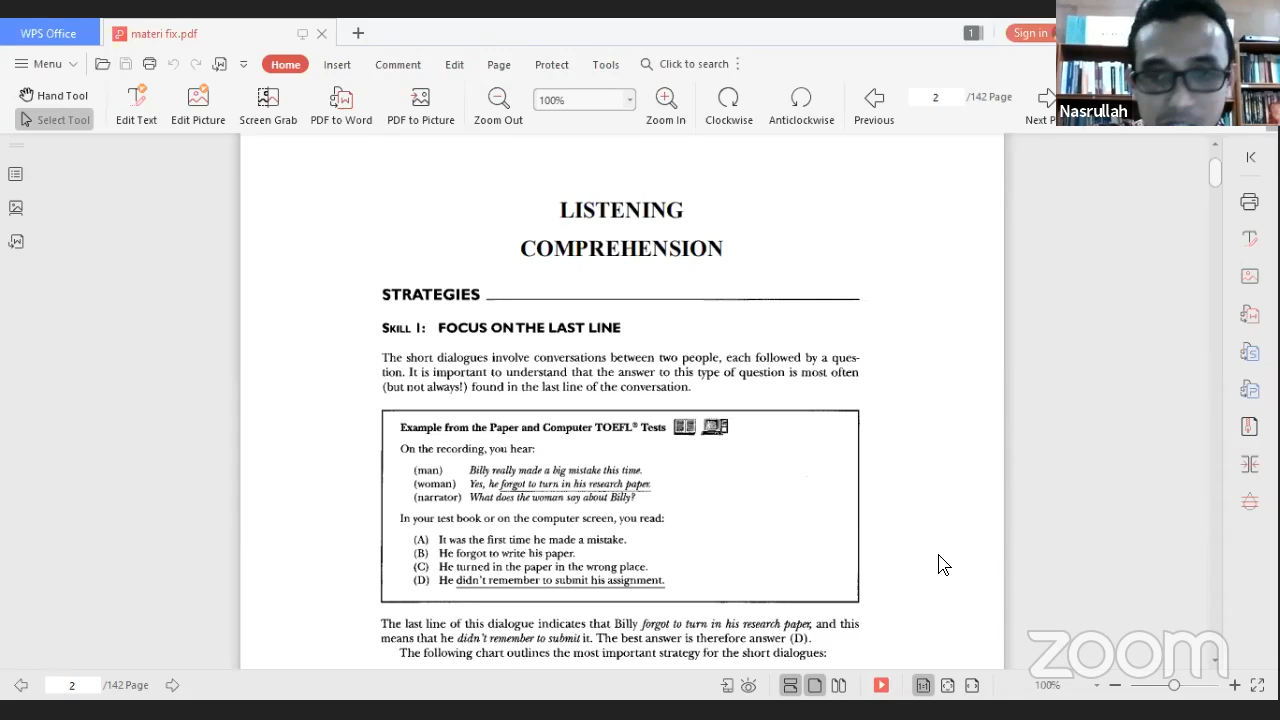 WPS Office
materi fix.pdf
1
Sign in
Menu
Home
Insert
Comment
Edit
Page
Protect
Tools
Click to search
Hand Tool
Select Tool
Edit Text
Edit Picture
Screen Grab
PDF to Word
PDF to Picture
Zoom Out
100%
Zoom In
Clockwise
Anticlockwise
Previous
2
/142 Page
Next
Nasrullah
LISTENING
COMPREHENSION
STRATEGIES
SKILL 1: FOCUS ON THE LAST LINE
The short dialogues involve conversations between two people, each followed by a ques-
tion. It is important to understand that the answer to this type of question is most often
(but not always!) found in the last line of the conversation.
Example from the Paper and Computer TOEFL® Tests
On the recording, you hear:
(man) Billy really made a big mistake this time.
(woman) Yes, he forgot to turn in his research paper.
(narrator) What does the woman say about Billy?
In your test book or on the computer screen, you read:
(A) It was the first time he made a mistake.
(B) He forgot to write his paper.
(C) He turned in the paper in the wrong place.
(D) He didn't remember to submit his assignment.
The last line of this dialogue indicates that Billy forgot to turn in his research paper, and this
means that he didn't remember to submit it. The best answer is therefore answer (D).
The following chart outlines the most important strategy for the short dialogues:
zoom
2
/142 Page
100%